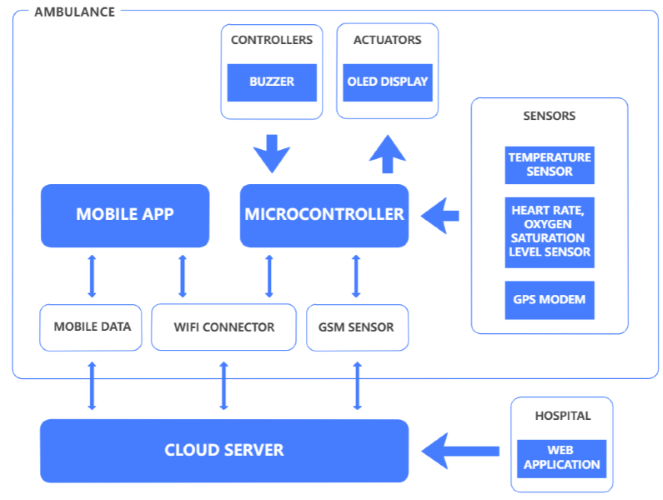 AMBULANCE
CONTROLLERS
BUZZER
ACTUATORS
OLED DISPLAY
SENSORS
TEMPERATURE
SENSOR
HEART RATE,
OXYGEN
SATURATION
LEVEL SENSOR
GPS MODEM
MOBILE APP
MICROCONTROLLER
MOBILE DATA
WIFI CONNECTOR
GSM SENSOR
CLOUD SERVER
HOSPITAL
WEB
APPLICATION